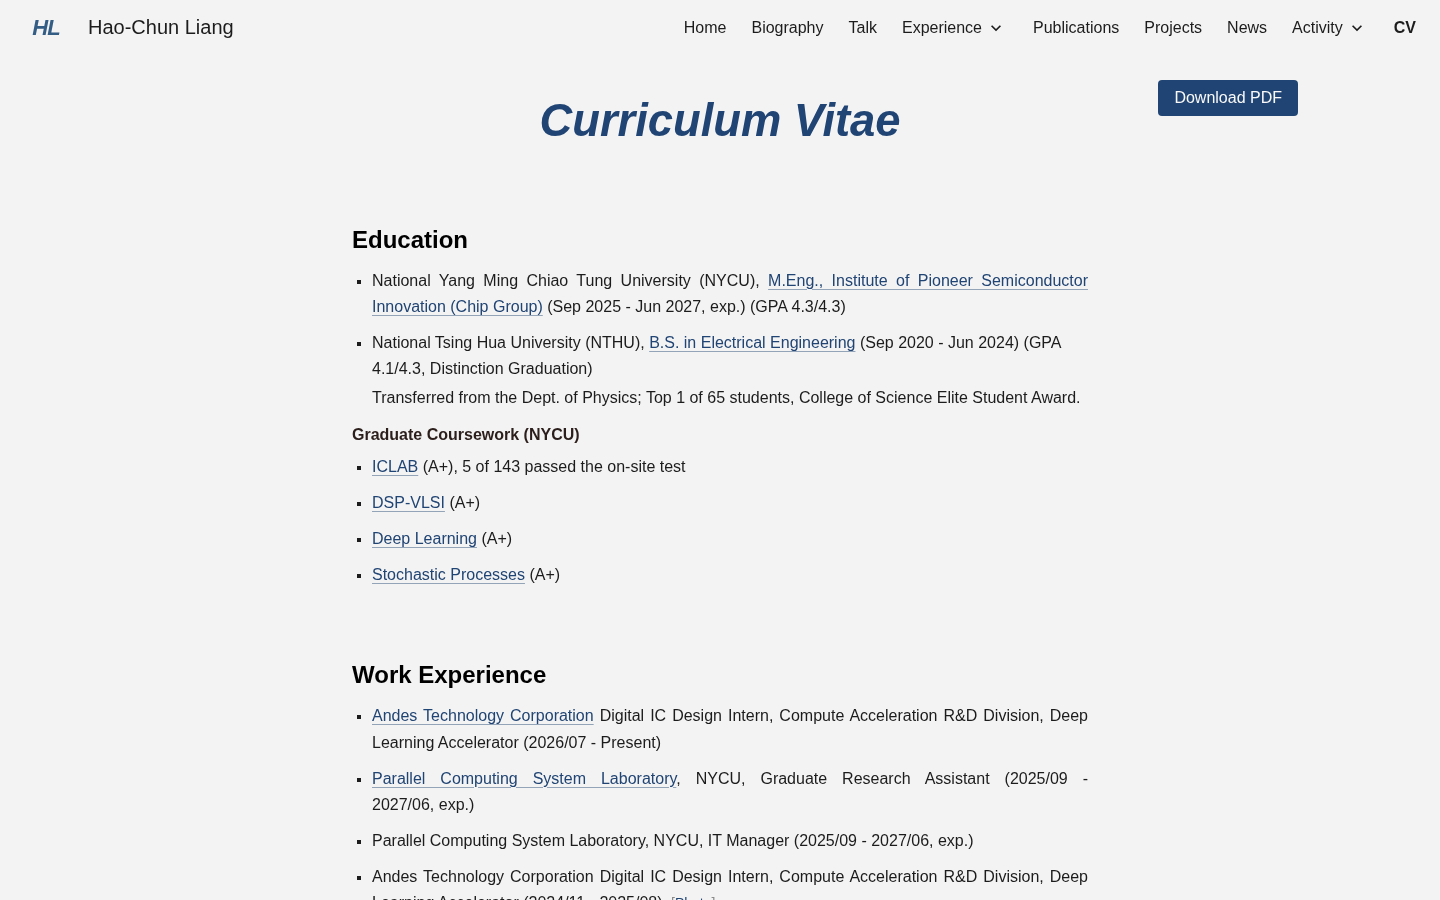 HL Hao-Chun Liang Home Biography Talk Experience Publications Projects News Activity CV
Download PDF
Curriculum Vitae
Education
National Yang Ming Chiao Tung University (NYCU), M.Eng., Institute of Pioneer Semiconductor
Innovation (Chip Group) (Sep 2025 - Jun 2027, exp.) (GPA 4.3/4.3)
National Tsing Hua University (NTHU), B.S. in Electrical Engineering (Sep 2020 - Jun 2024) (GPA
4.1/4.3, Distinction Graduation)
Transferred from the Dept. of Physics; Top 1 of 65 students, College of Science Elite Student Award.
Graduate Coursework (NYCU)
ICLAB (A+), 5 of 143 passed the on-site test
DSP-VLSI (A+)
Deep Learning (A+)
Stochastic Processes (A+)
Work Experience
Andes Technology Corporation Digital IC Design Intern, Compute Acceleration R&D Division, Deep
Learning Accelerator (2026/07 - Present)
Parallel Computing System Laboratory, NYCU, Graduate Research Assistant (2025/09 -
2027/06, exp.)
Parallel Computing System Laboratory, NYCU, IT Manager (2025/09 - 2027/06, exp.)
Andes Technology Corporation Digital IC Design Intern, Compute Acceleration R&D Division, Deep
Learning Accelerator (2024/11 - 2025/08)